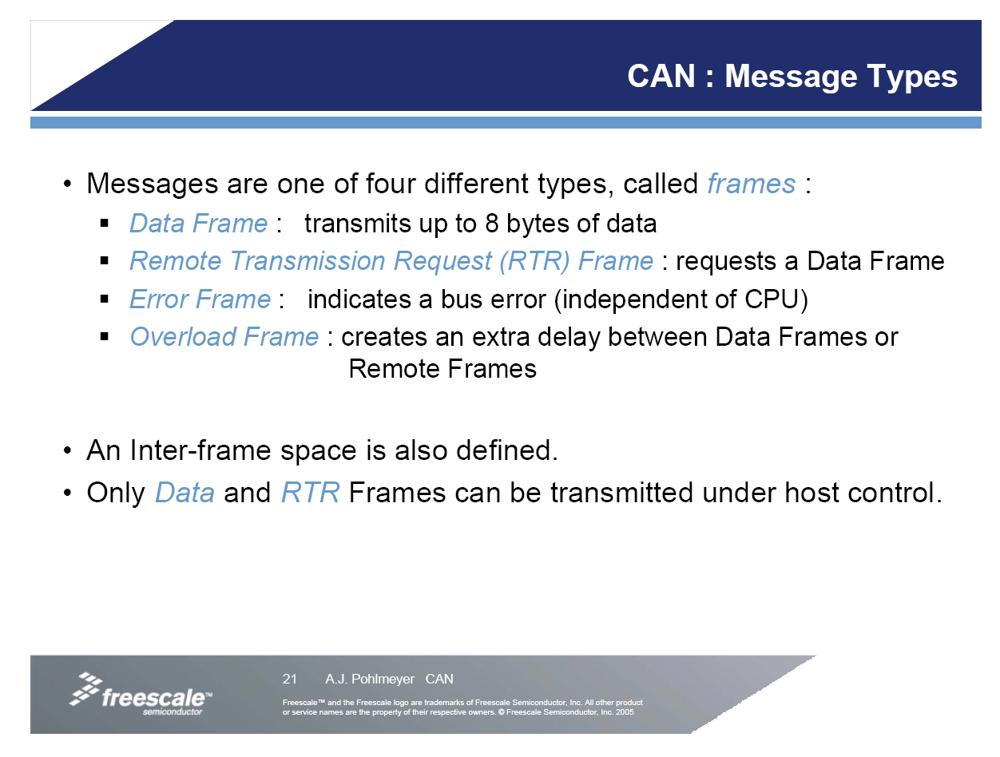 CAN : Message Types
• Messages are one of four different types, called frames :
▪ Data Frame : transmits up to 8 bytes of data
▪ Remote Transmission Request (RTR) Frame : requests a Data Frame
▪ Error Frame : indicates a bus error (independent of CPU)
▪ Overload Frame : creates an extra delay between Data Frames or
Remote Frames
• An Inter-frame space is also defined.
• Only Data and RTR Frames can be transmitted under host control.
freescale™
semiconductor
21 A.J. Pohlmeyer CAN
Freescale™ and the Freescale logo are trademarks of Freescale Semiconductor, Inc. All other product
or service names are the property of their respective owners. © Freescale Semiconductor, Inc. 2005